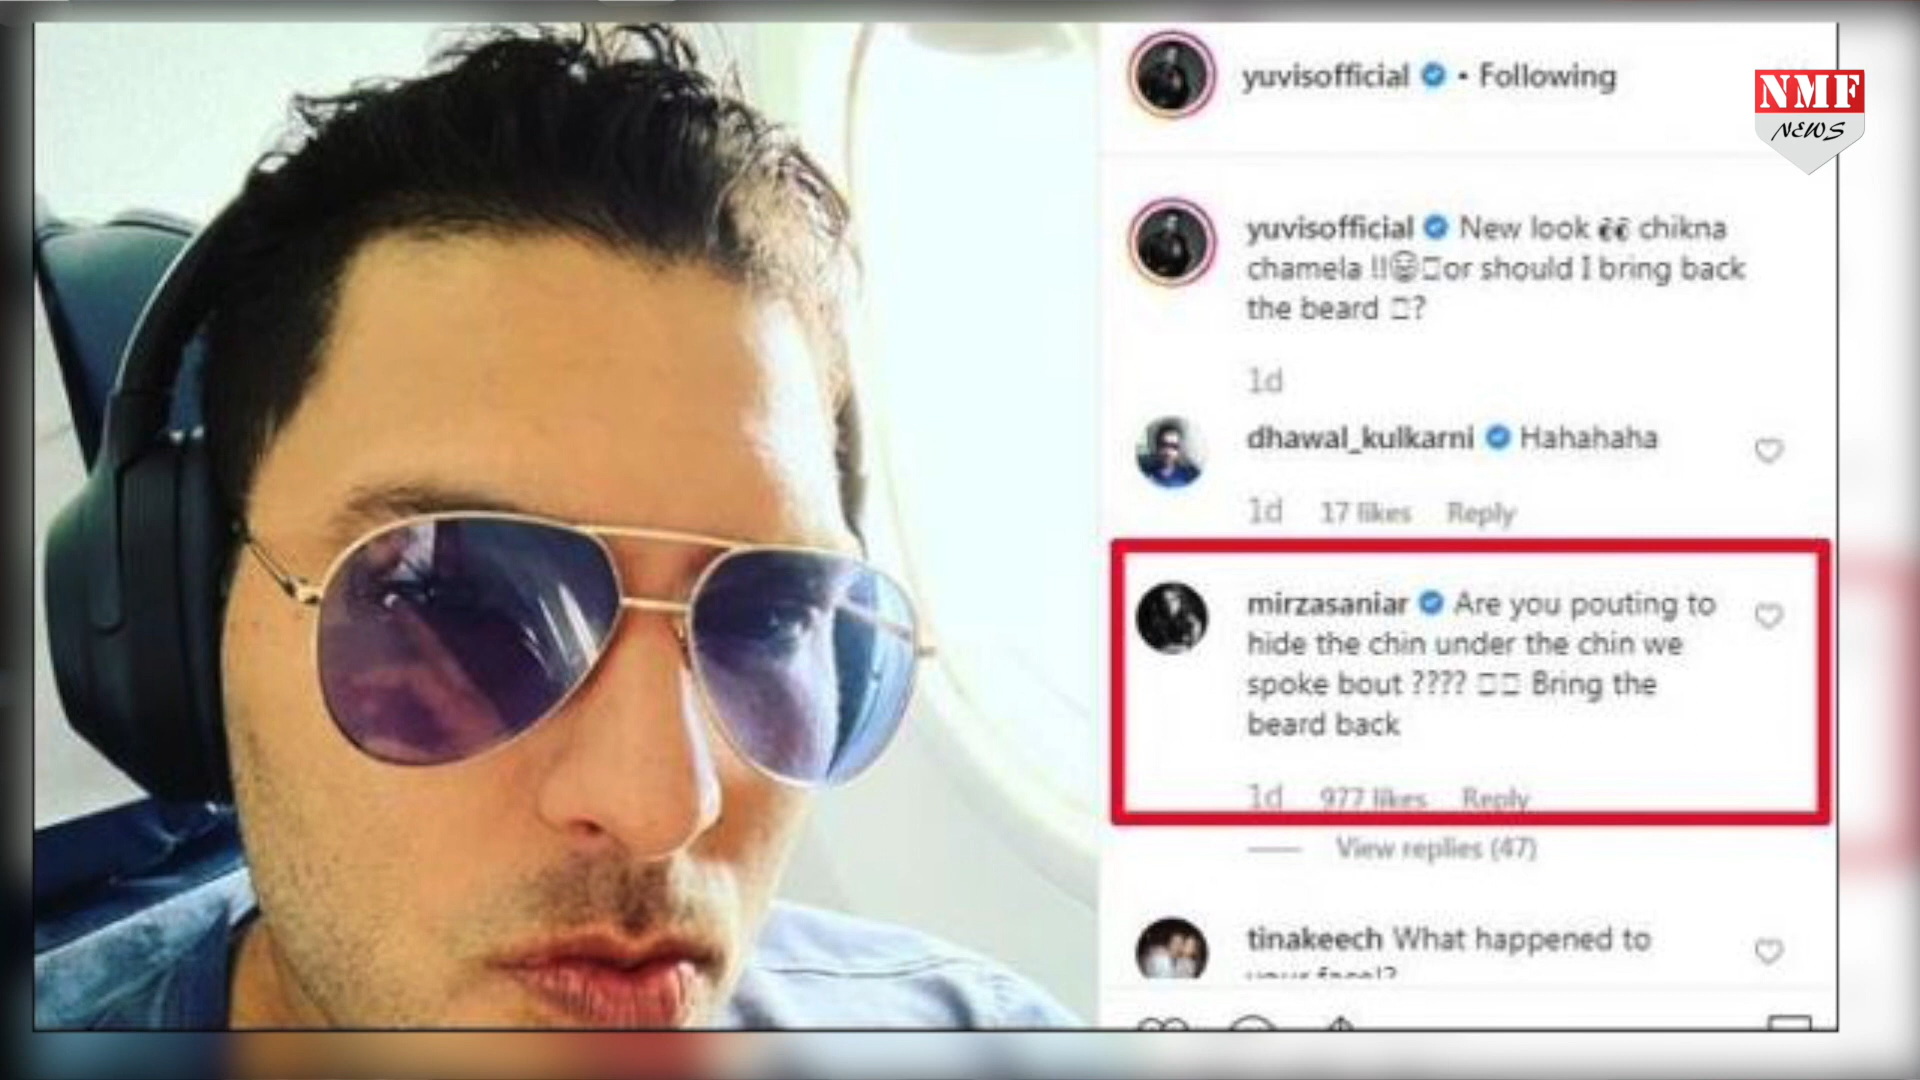 yuvisofficial • Following
NMF
NEWS
yuvisofficial New look 👀 chikna
chamela !!😄□or should I bring back
the beard □?
1d
dhawal_kulkarni Hahahaha
1d 17 likes Reply
mirzasaniar Are you pouting to
hide the chin under the chin we
spoke bout ???? □□ Bring the
beard back
1d 977 likes Reply
View replies (47)
tinakeech What happened to
your face!?